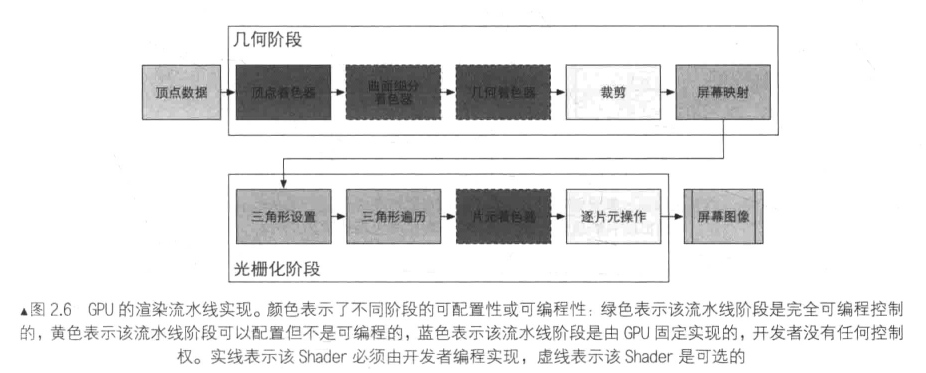 几何阶段
顶点数据
顶点着色器
曲面细分
着色器
几何着色器
裁剪
屏幕映射
三角形设置
三角形遍历
片元着色器
逐片元操作
屏幕图像
光栅化阶段
▲图 2.6 GPU 的渲染流水线实现。颜色表示了不同阶段的可配置性或可编程性：绿色表示该流水线阶段是完全可编程控制
的，黄色表示该流水线阶段可以配置但不是可编程的，蓝色表示该流水线阶段是由 GPU 固定实现的，开发者没有任何控制
权。实线表示该 Shader 必须由开发者编程实现，虚线表示该 Shader 是可选的